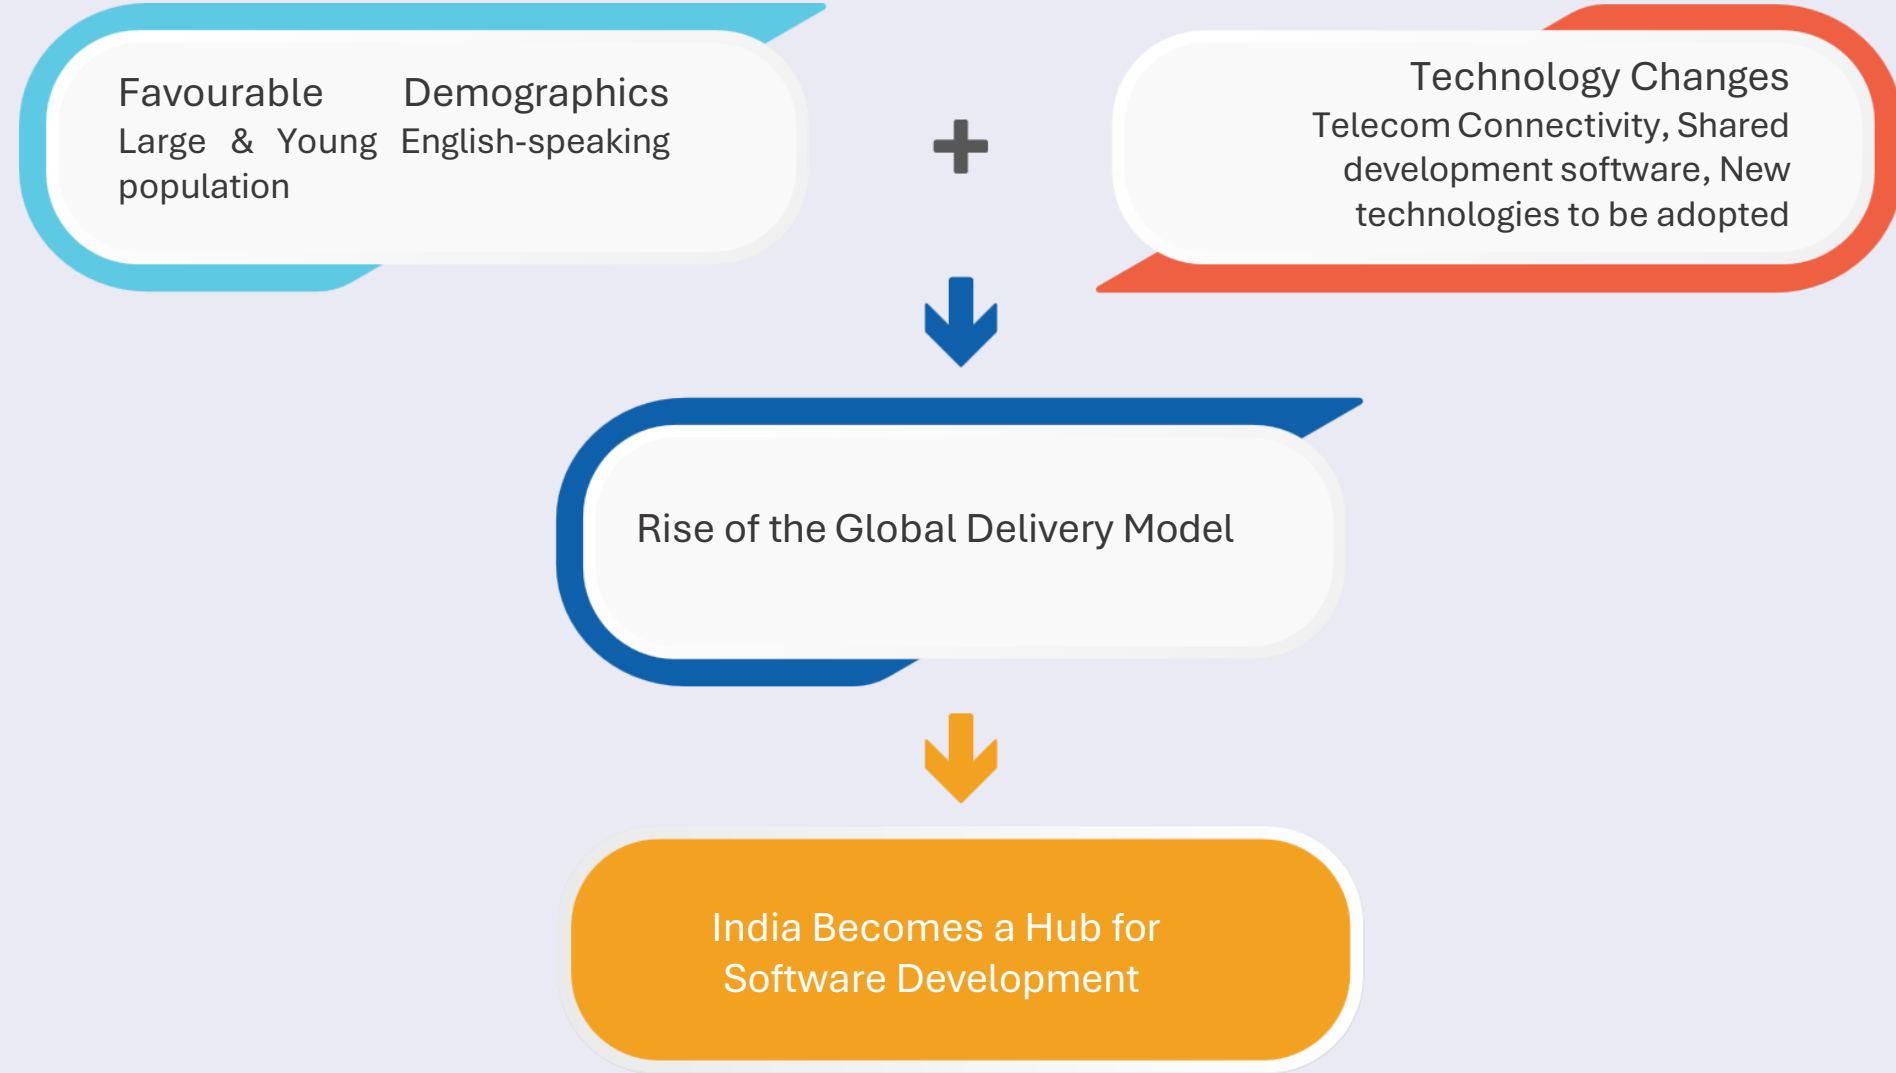 Favourable Demographics
Large & Young English-speaking
population
Technology Changes
Telecom Connectivity, Shared
development software, New
technologies to be adopted
Rise of the Global Delivery Model
India Becomes a Hub for
Software Development